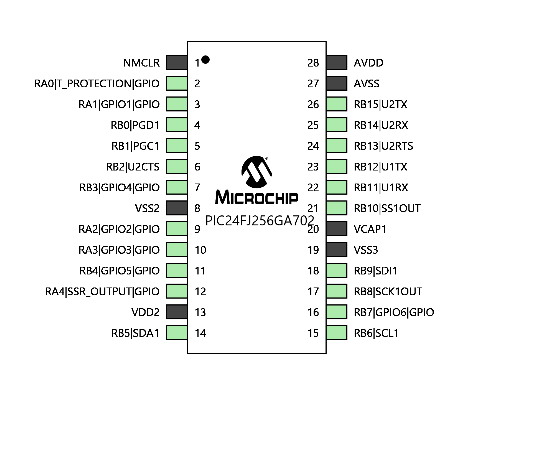 NMCLR 1 28 AVDD
RA0|T_PROTECTION|GPIO 2 27 AVSS
RA1|GPIO1|GPIO 3 26 RB15|U2TX
RB0|PGD1 4 25 RB14|U2RX
RB1|PGC1 5 24 RB13|U2RTS
RB2|U2CTS 6 23 RB12|U1TX
RB3|GPIO4|GPIO 7 22 RB11|U1RX
MICROCHIP
VSS2 8 21 RB10|SS1OUT
PIC24FJ256GA702
RA2|GPIO2|GPIO 9 20 VCAP1
RA3|GPIO3|GPIO 10 19 VSS3
RB4|GPIO5|GPIO 11 18 RB9|SDI1
RA4|SSR_OUTPUT|GPIO 12 17 RB8|SCK1OUT
VDD2 13 16 RB7|GPIO6|GPIO
RB5|SDA1 14 15 RB6|SCL1